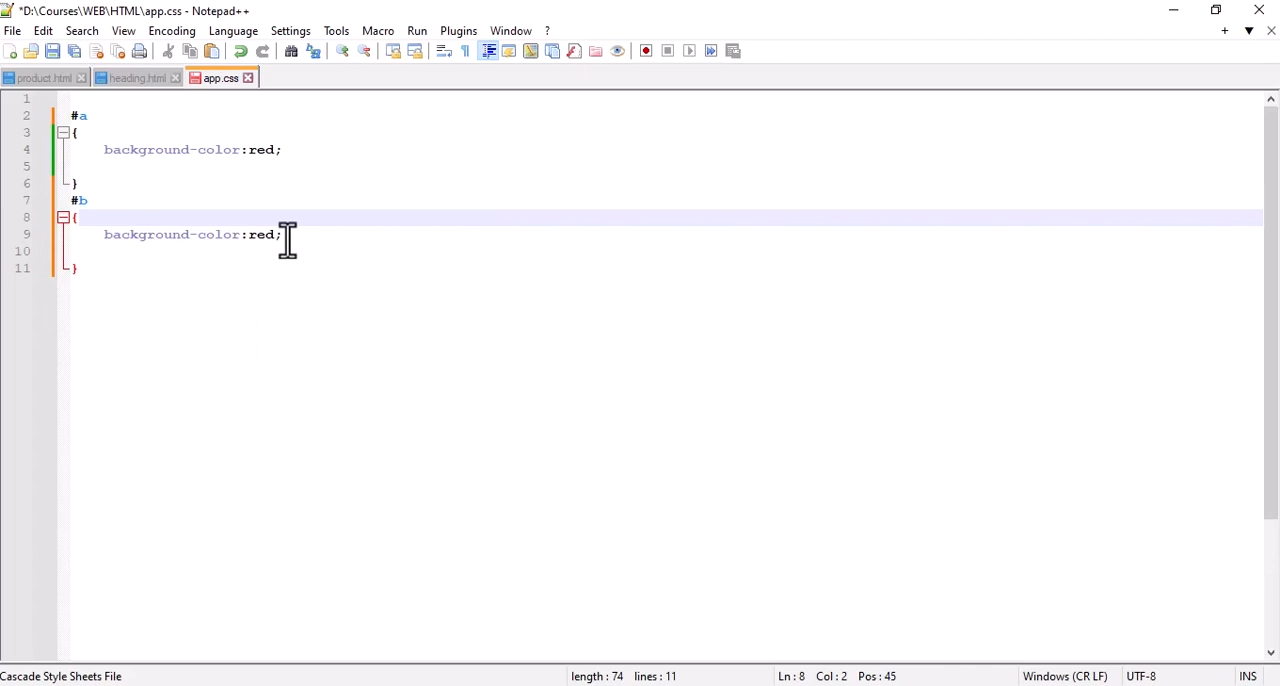 *D:\Courses\WEB\HTML\app.css - Notepad++
File Edit Search View Encoding Language Settings Tools Macro Run Plugins Window ?
product.html heading.html app.css
1
2 #a
3 {
4 background-color:red;
5
6 }
7 #b
8 {
9 background-color:red;
10
11 }
Cascade Style Sheets File length : 74 lines : 11 Ln : 8 Col : 2 Pos : 45 Windows (CR LF) UTF-8 INS